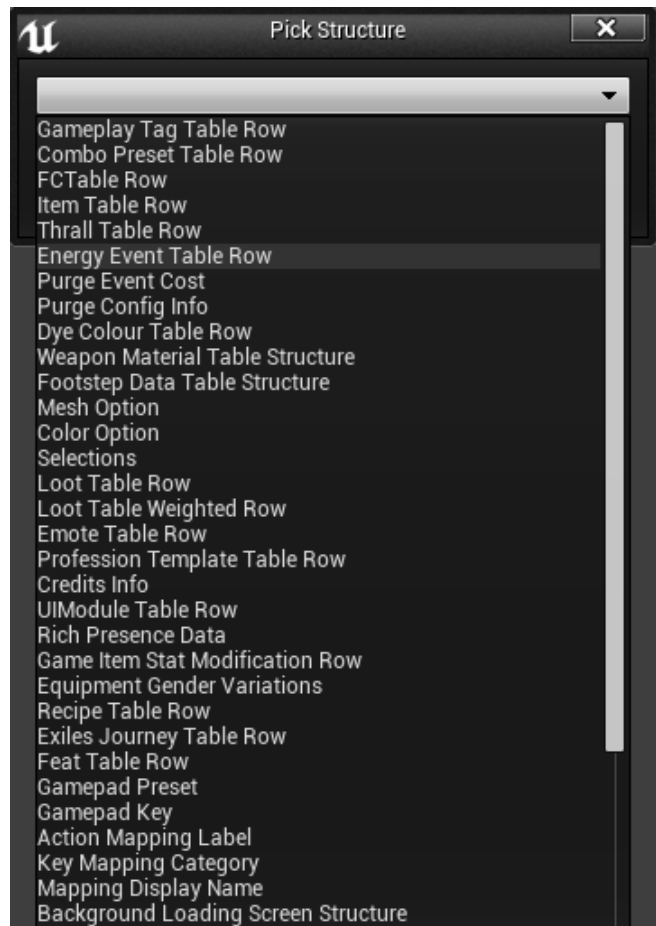 Pick Structure
Gameplay Tag Table Row
Combo Preset Table Row
FCTable Row
Item Table Row
Thrall Table Row
Energy Event Table Row
Purge Event Cost
Purge Config Info
Dye Colour Table Row
Weapon Material Table Structure
Footstep Data Table Structure
Mesh Option
Color Option
Selections
Loot Table Row
Loot Table Weighted Row
Emote Table Row
Profession Template Table Row
Credits Info
UIModule Table Row
Rich Presence Data
Game Item Stat Modification Row
Equipment Gender Variations
Recipe Table Row
Exiles Journey Table Row
Feat Table Row
Gamepad Preset
Gamepad Key
Action Mapping Label
Key Mapping Category
Mapping Display Name
Background Loading Screen Structure